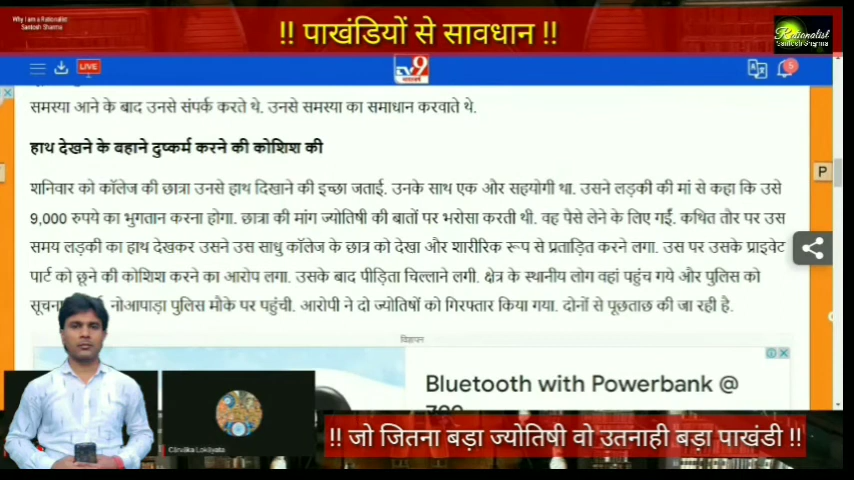 Why I am a Rationalist
Santosh Sharma
!! पाखंडियों से सावधान !!
Rationalist
Santosh Sharma
LIVE
TV9
5
समस्या आने के बाद उनसे संपर्क करते थे. उनसे समस्या का समाधान करवाते थे.
हाथ देखने के बहाने दुष्कर्म करने की कोशिश की
शनिवार को कॉलेज की छात्रा उनसे हाथ दिखाने की इच्छा जताई. उनके साथ एक और सहयोगी था. उसने लड़की की मां से कहा कि उसे
9,000 रुपये का भुगतान करना होगा. छात्रा की मांग ज्योतिषी की बातों पर भरोसा करती थी. वह पैसे लेने के लिए गईं. कथित तौर पर उस
समय लड़की का हाथ देखकर उसने उस साधु कॉलेज के छात्र को देखा और शारीरिक रूप से प्रताड़ित करने लगा. उस पर उसके प्राइवेट
पार्ट को छूने की कोशिश करने का आरोप लगा. उसके बाद पीड़िता चिल्लाने लगी. क्षेत्र के स्थानीय लोग वहां पहुंच गये और पुलिस को
नोआपाड़ा पुलिस मौके पर पहुंची. आरोपी ने दो ज्योतिषों को गिरफ्तार किया गया. दोनों से पूछताछ की जा रही है.
P
विज्ञापन
Bluetooth with Powerbank @
Cārvāka Lokāyata
!! जो जितना बड़ा ज्योतिषी वो उतनाही बड़ा पाखंडी !!